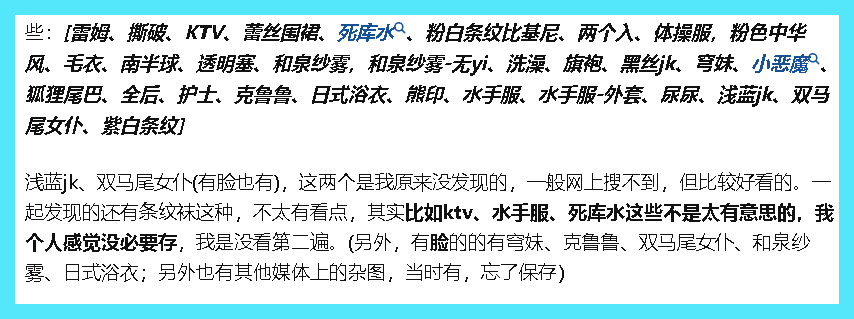 些：[雷姆、撕破、KTV、蕾丝围裙、死库水、粉白条纹比基尼、两个入、体操服，粉色中华
风、毛衣、南半球、透明塞、和泉纱雾，和泉纱雾-无yi、洗澡、旗袍、黑丝jk、穹妹、小恶魔、
狐狸尾巴、全后、护士、克鲁鲁、日式浴衣、熊印、水手服、水手服-外套、尿尿、浅蓝jk、双马
尾女仆、紫白条纹]
浅蓝jk、双马尾女仆(有脸也有)，这两个是我原来没发现的，一般网上搜不到，但比较好看的。一
起发现的还有条纹袜这种，不太有看点，其实比如ktv、水手服、死库水这些不是太有意思的，我
个人感觉没必要存，我是没看第二遍。(另外，有脸的的有穹妹、克鲁鲁、双马尾女仆、和泉纱
雾、日式浴衣；另外也有其他媒体上的杂图，当时有，忘了保存)